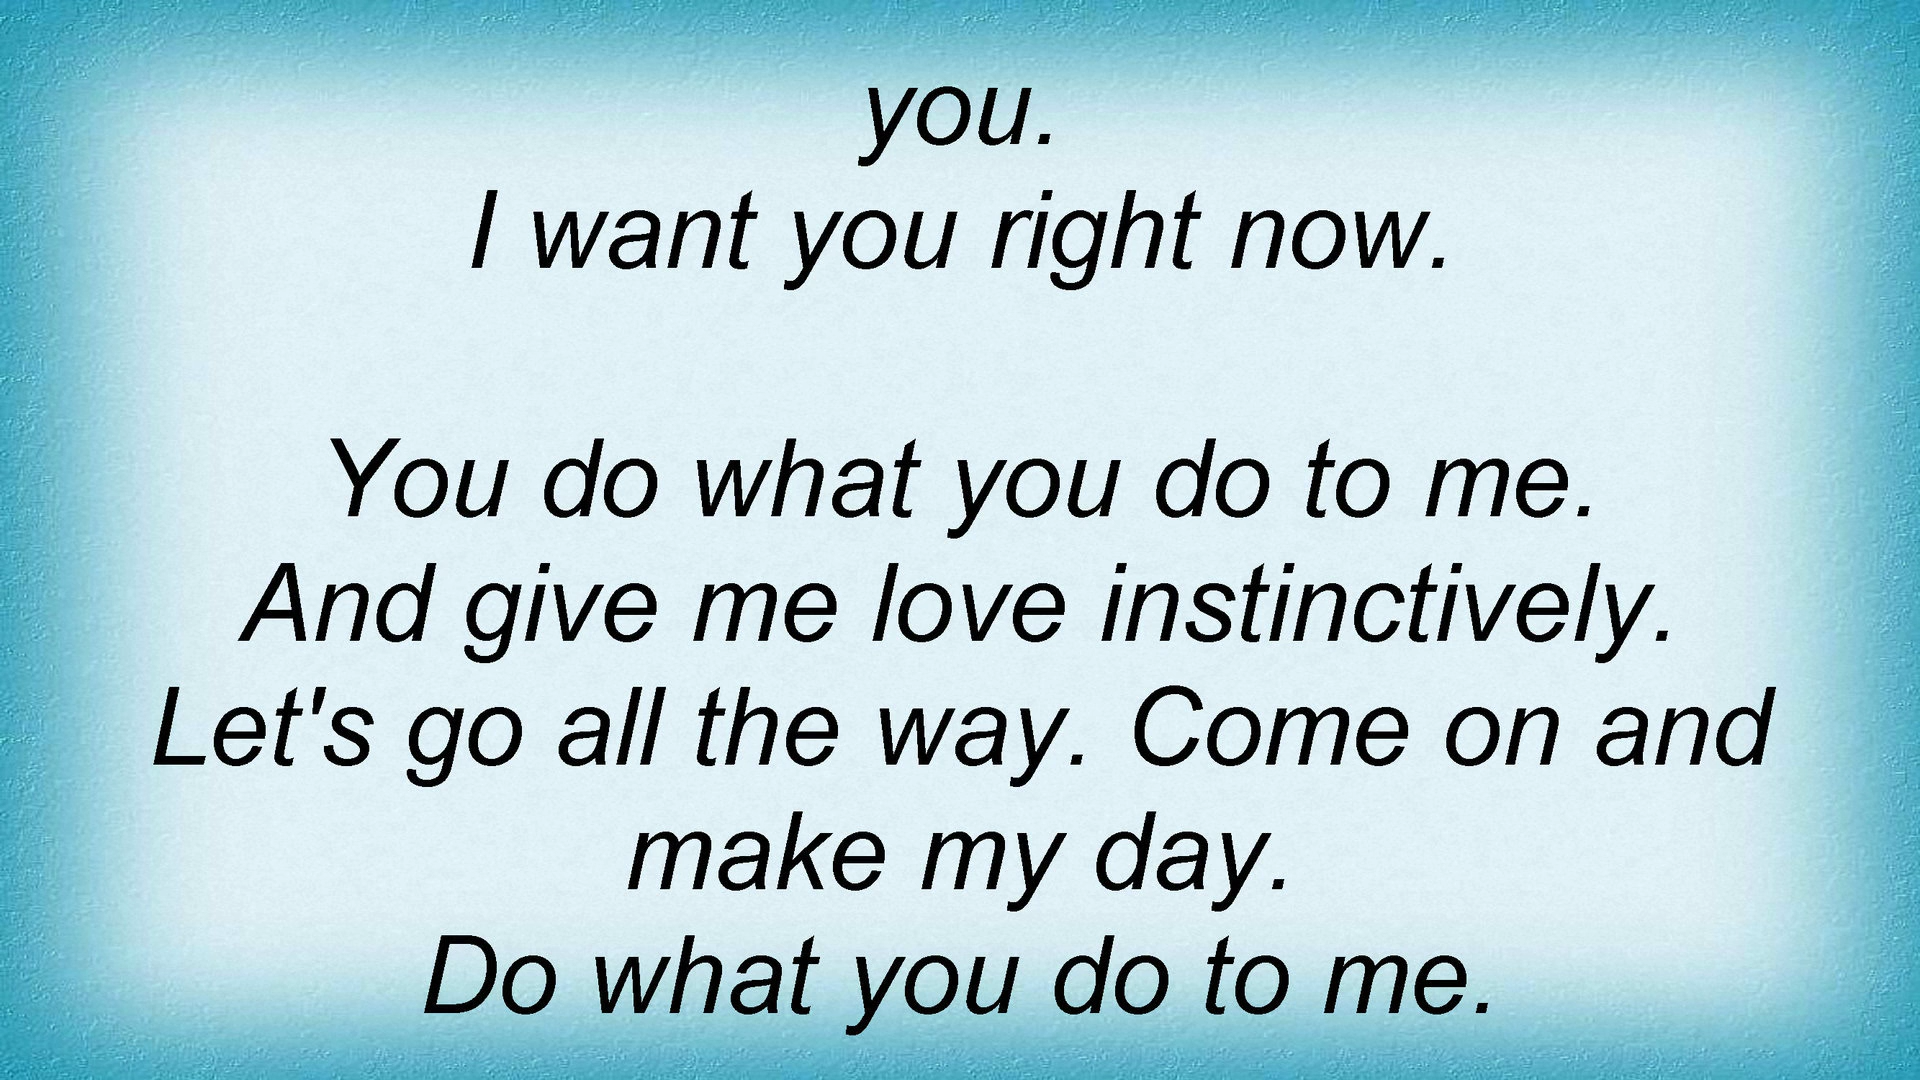 you.
I want you right now.
You do what you do to me.
And give me love instinctively.
Let's go all the way. Come on and
make my day.
Do what you do to me.